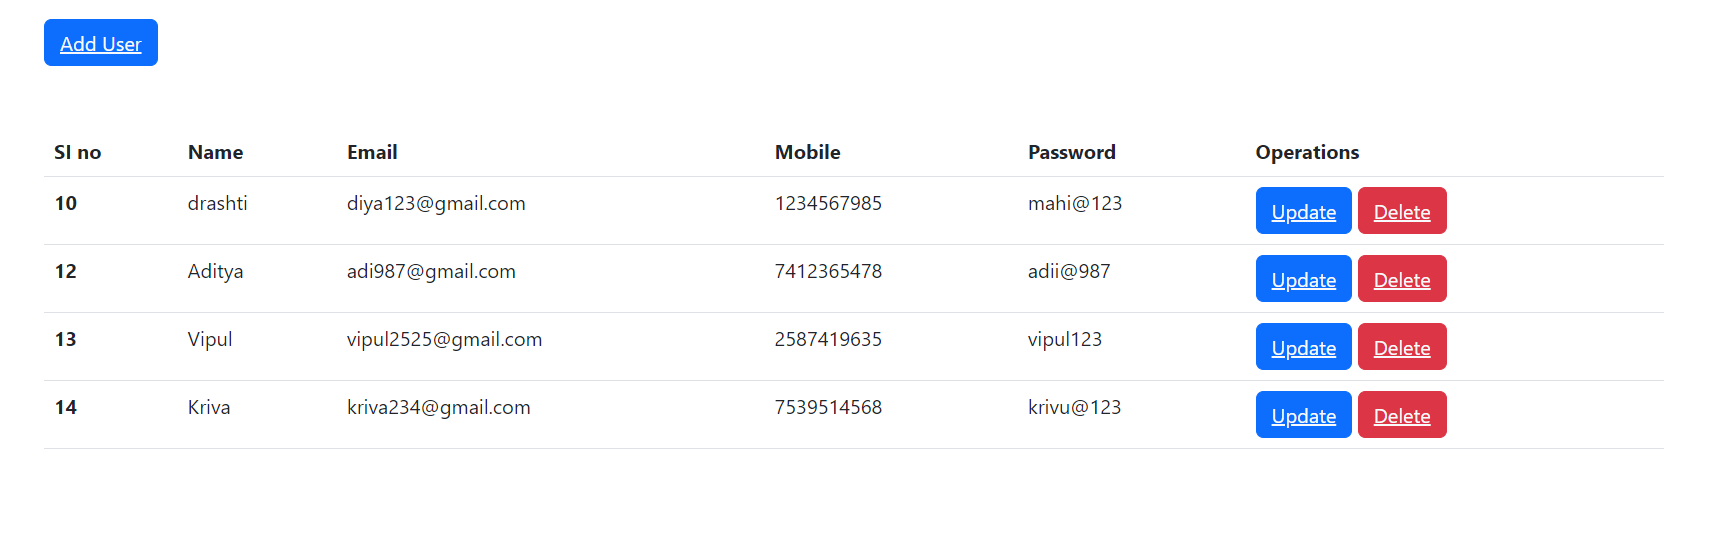 Add User
SI no Name Email Mobile Password Operations
10 drashti diya123@gmail.com 1234567985 mahi@123 Update Delete
12 Aditya adi987@gmail.com 7412365478 adii@987 Update Delete
13 Vipul vipul2525@gmail.com 2587419635 vipul123 Update Delete
14 Kriva kriva234@gmail.com 7539514568 krivu@123 Update Delete